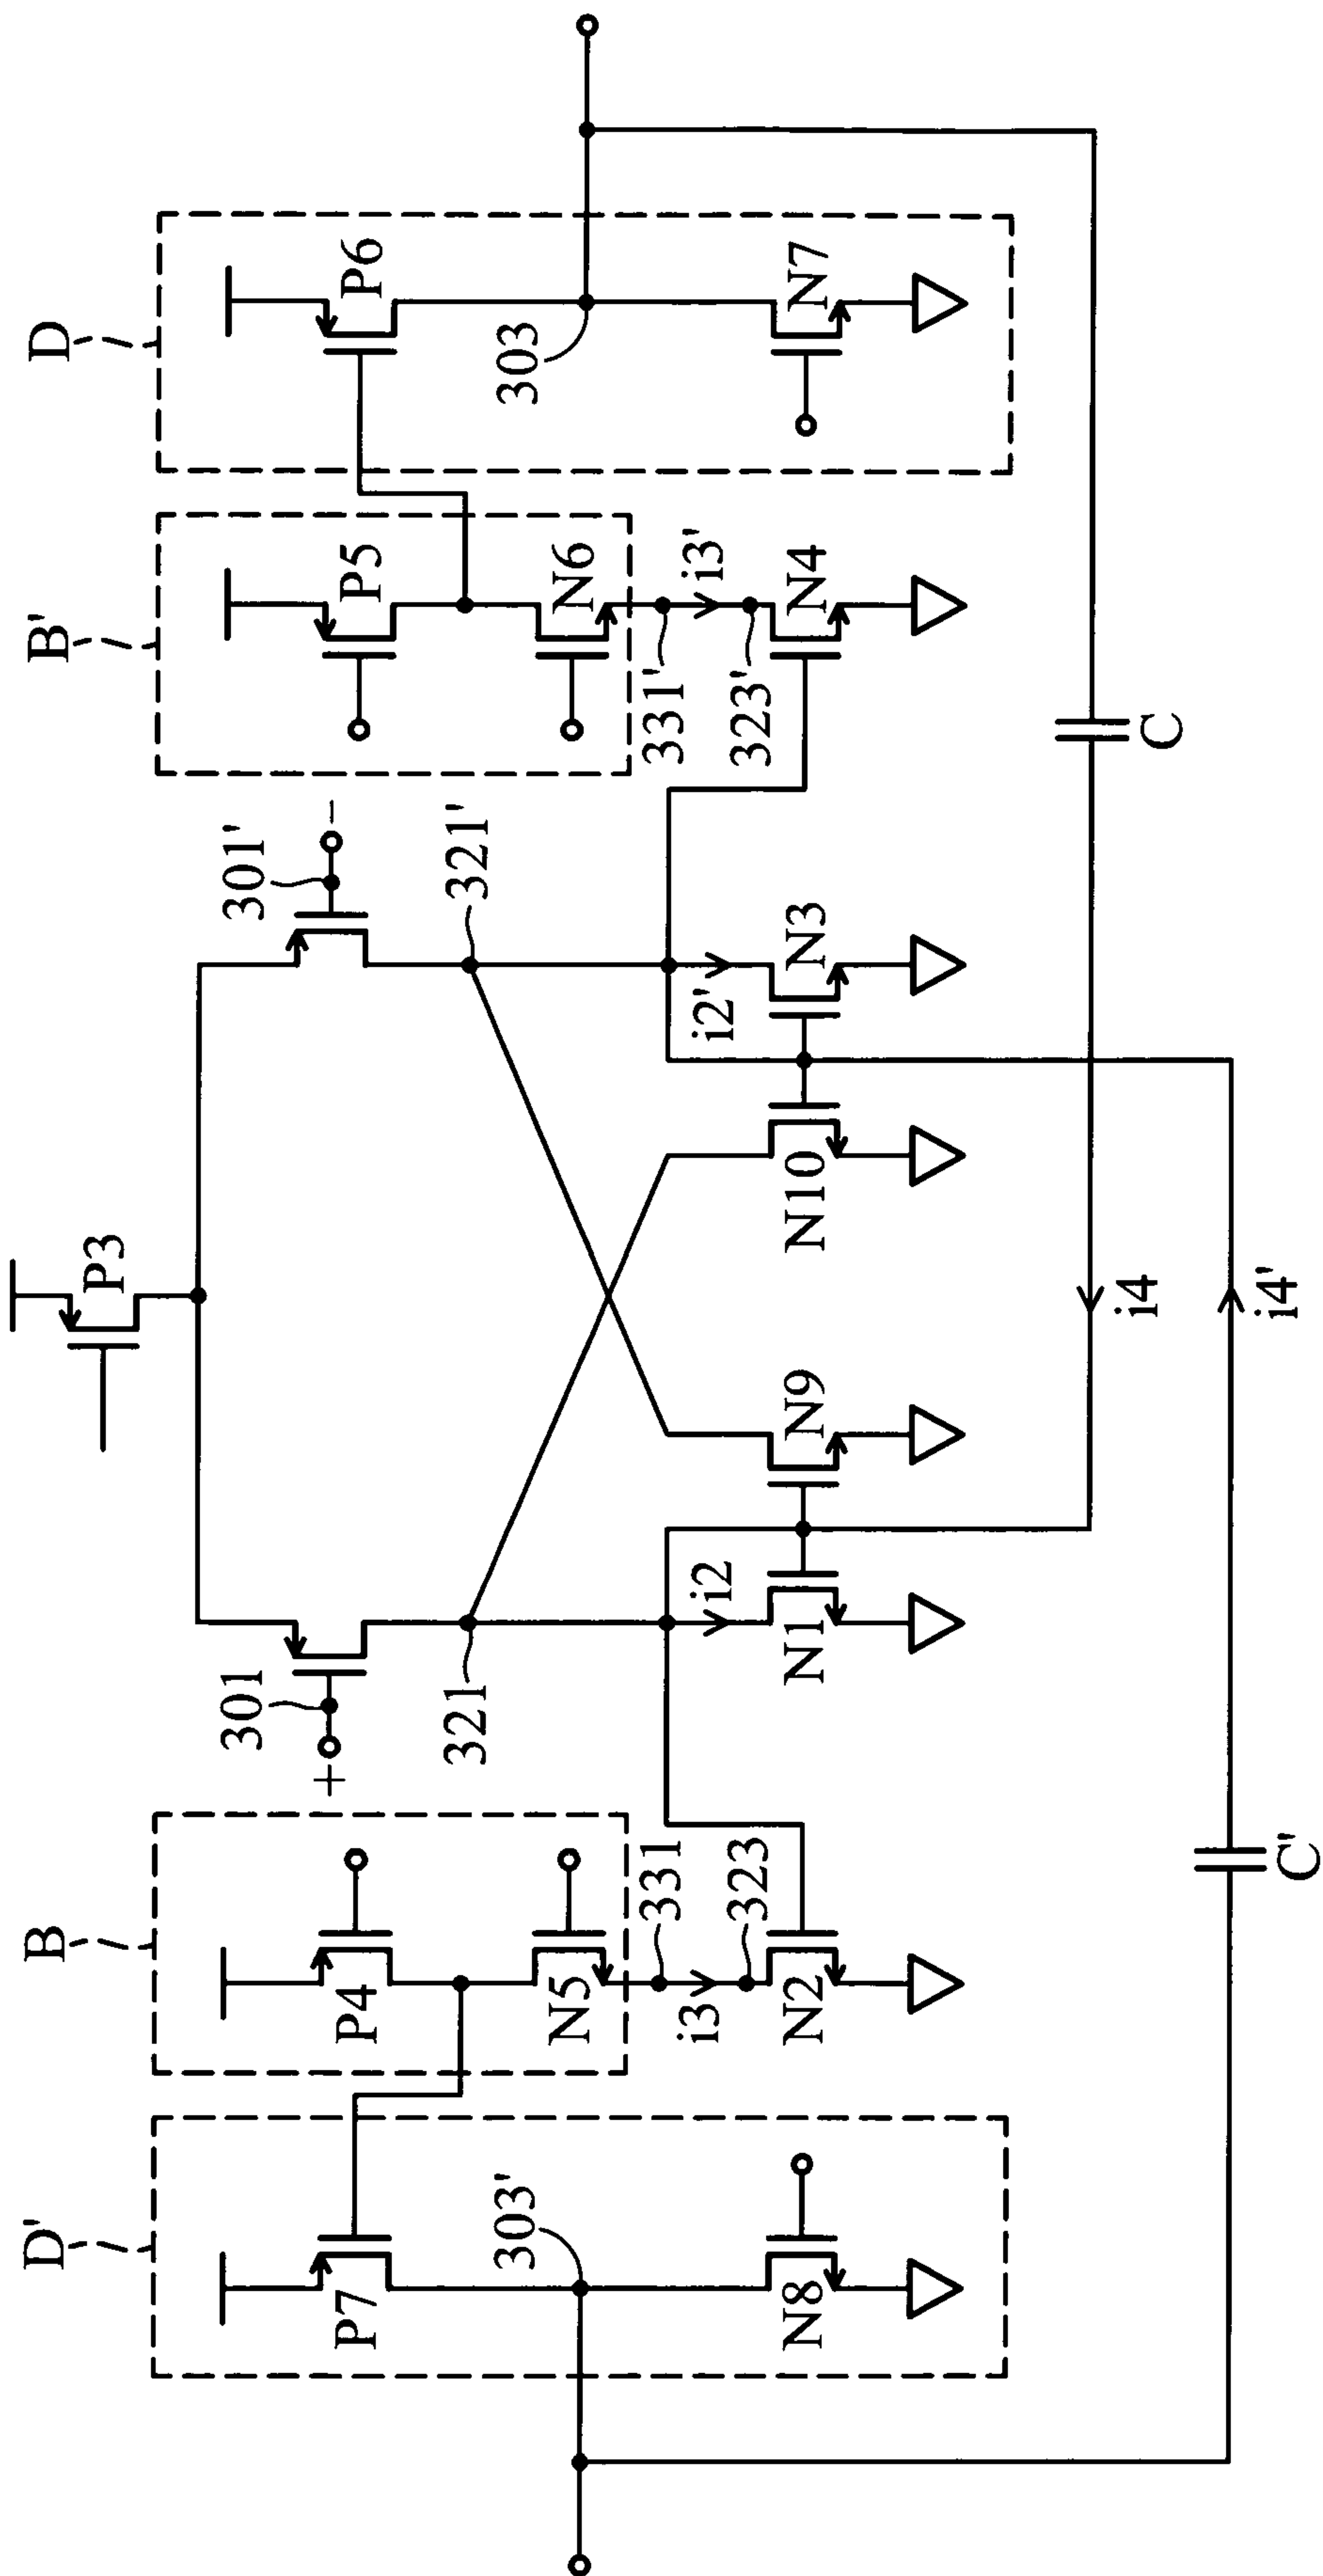 D'
B
B'
D
P3
P7
P4
P5
P6
301
+
301'
-
303'
N5
321
321'
N6
303
331
331'
i3
i2
i2'
i3'
323
323'
N8
N2
N1
N9
N10
N3
N4
N7
i4
C
C'
i4'